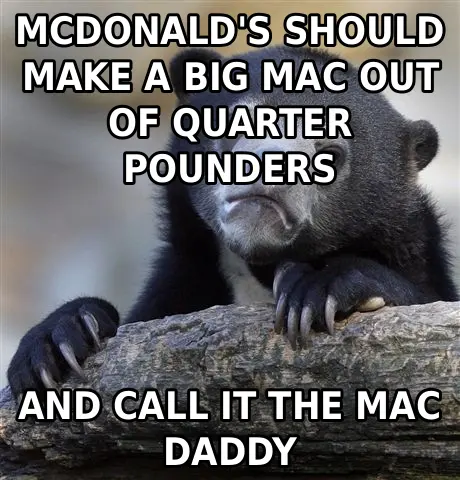 MCDONALD'S SHOULD
MAKE A BIG MAC OUT
OF QUARTER
POUNDERS
AND CALL IT THE MAC
DADDY